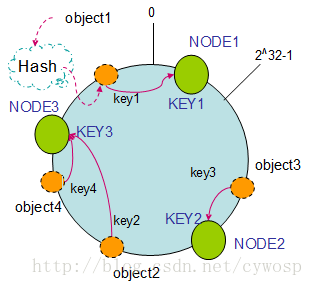 object1
0
Hash
NODE1
2^32-1
KEY1
key1
NODE3
KEY3
key4
object4
key3
object3
key2
KEY2
NODE2
object2
http://blog.csdn.net/cywosp